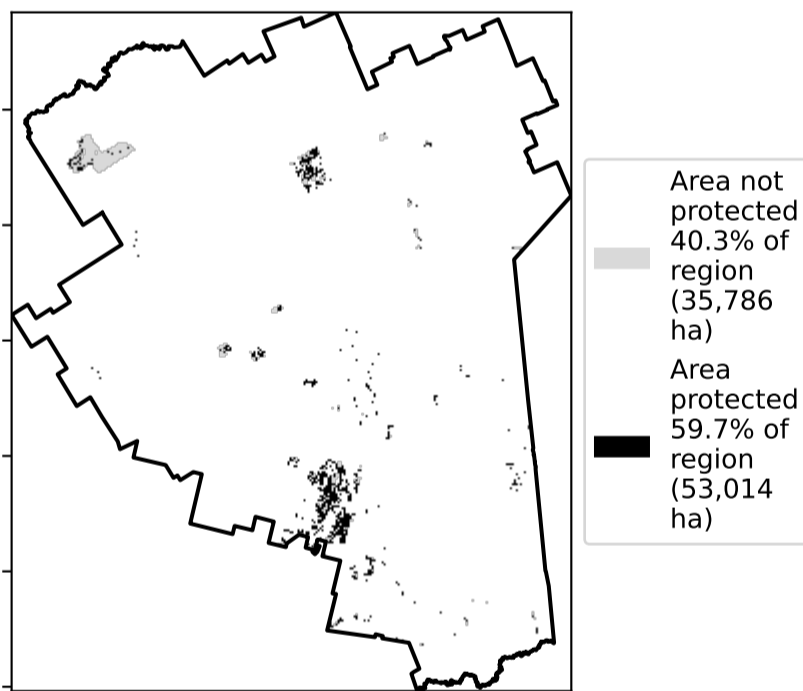 Area not
protected
40.3% of
region
(35,786
ha)
Area
protected
59.7% of
region
(53,014
ha)